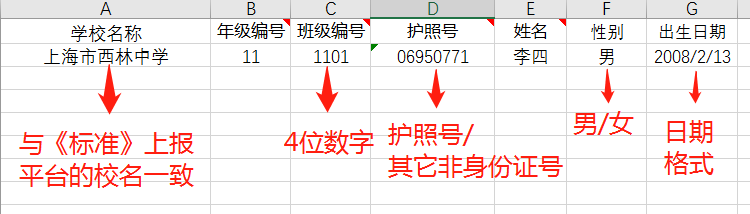 A B C D E F G
学校名称 年级编号 班级编号 护照号 姓名 性别 出生日期
上海市西林中学 11 1101 06950771 李四 男 2008/2/13
与《标准》上报
平台的校名一致
4位数字
护照号/
其它非身份证号
男/女
日期
格式